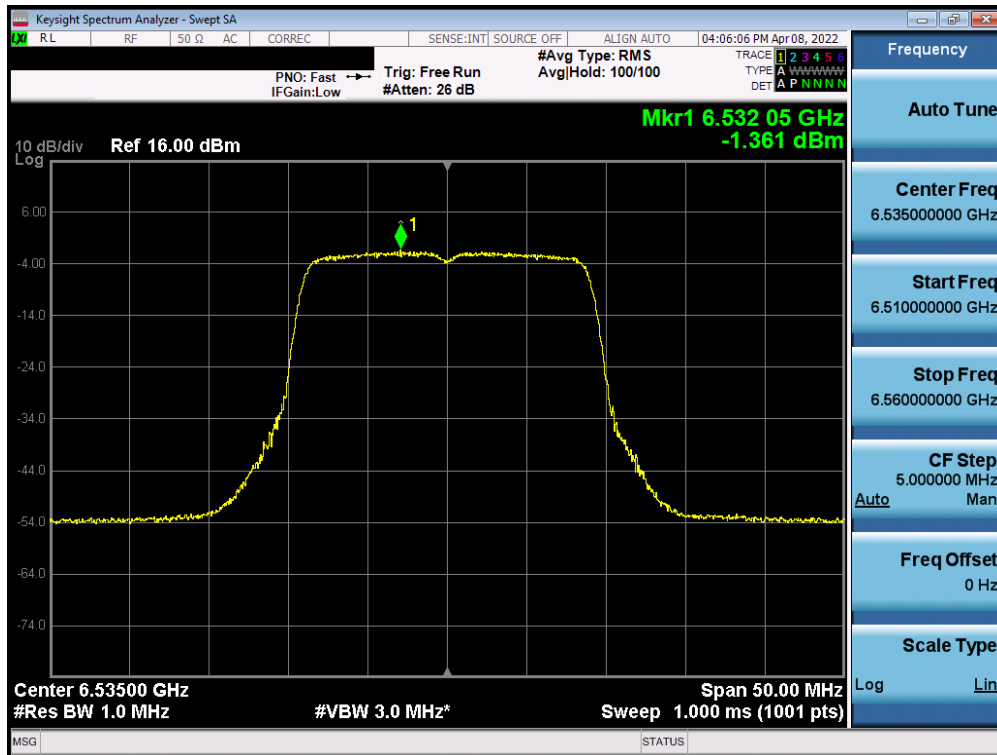 Keysight Spectrum Analyzer - Swept SA
LXI RL RF 50 Ω AC CORREC SENSE:INT SOURCE OFF ALIGN AUTO 04:06:06 PM Apr 08, 2022
PNO: Fast Trig: Free Run #Avg Type: RMS TRACE 1 2 3 4 5 6
IFGain:Low #Atten: 26 dB Avg|Hold: 100/100 TYPE A WWWWW
DET A P N N N N
Mkr1 6.532 05 GHz
-1.361 dBm
10 dB/div Ref 16.00 dBm
Log
1
6.00
-4.00
-14.0
-24.0
-34.0
-44.0
-54.0
-64.0
-74.0
Center 6.53500 GHz Span 50.00 MHz
#Res BW 1.0 MHz #VBW 3.0 MHz* Sweep 1.000 ms (1001 pts)
MSG STATUS
Frequency
Auto Tune
Center Freq
6.535000000 GHz
Start Freq
6.510000000 GHz
Stop Freq
6.560000000 GHz
CF Step
5.000000 MHz
Auto Man
Freq Offset
0 Hz
Scale Type
Log Lin